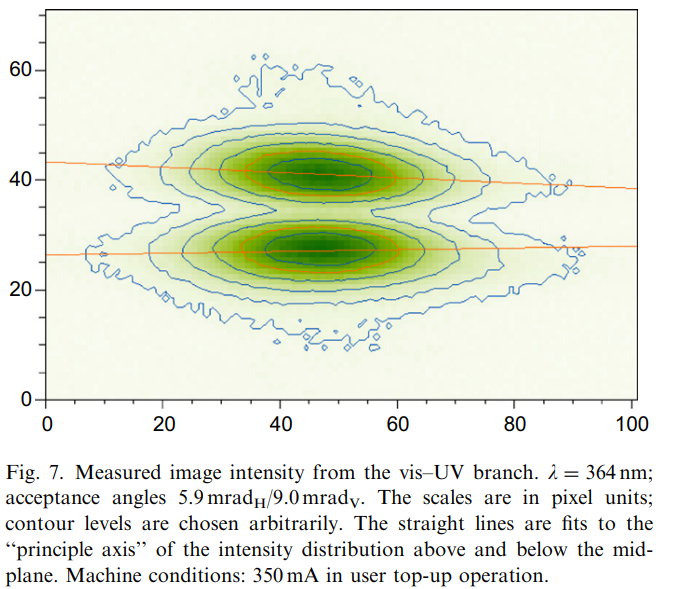 60
40
20
0
0 20 40 60 80 100
Fig. 7. Measured image intensity from the vis–UV branch. λ = 364 nm;
acceptance angles 5.9 mradH/9.0 mradV. The scales are in pixel units;
contour levels are chosen arbitrarily. The straight lines are fits to the
“principle axis” of the intensity distribution above and below the mid-
plane. Machine conditions: 350 mA in user top-up operation.